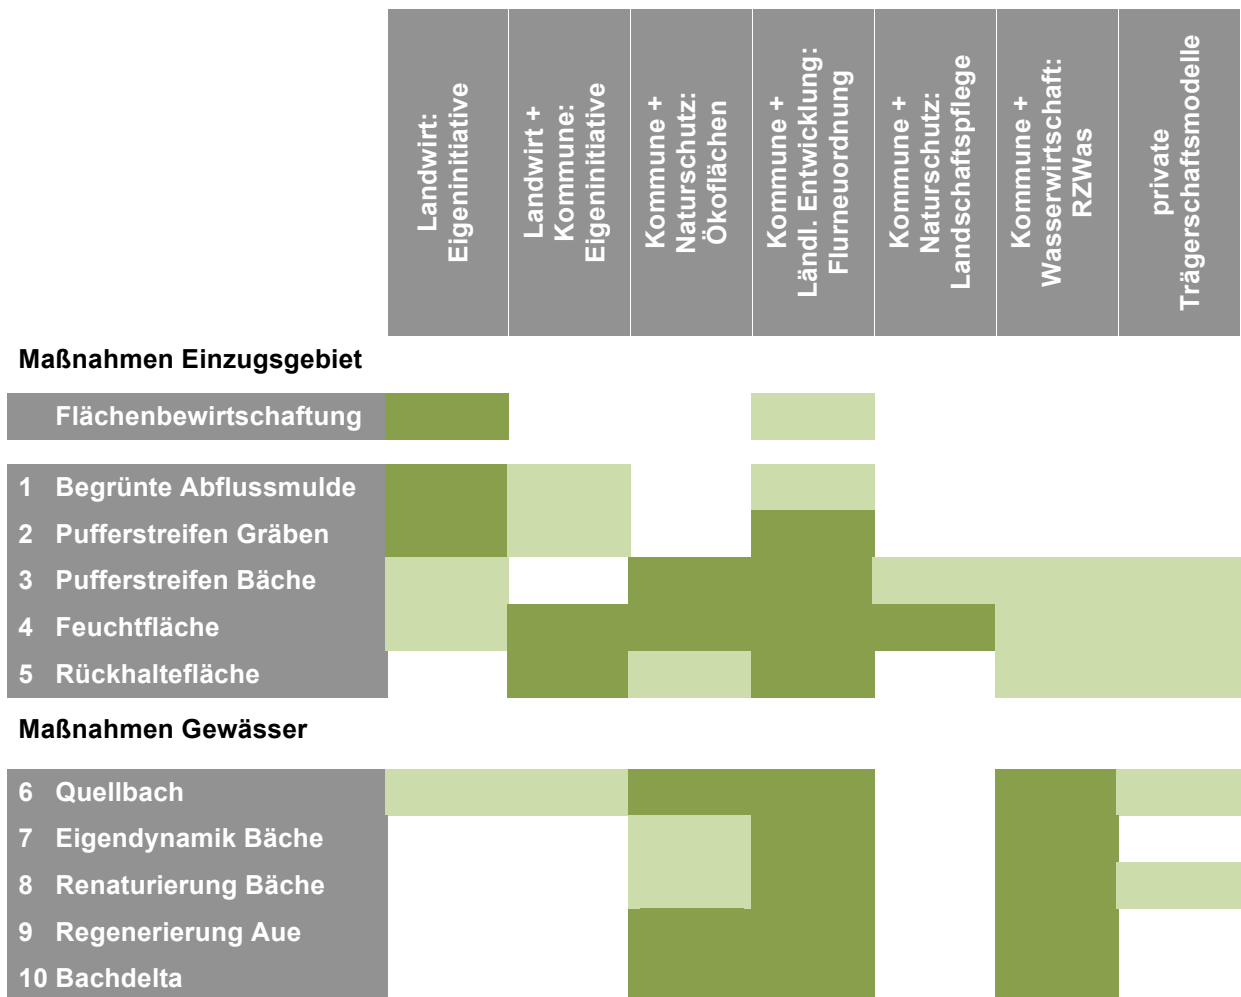 Landwirt:
Eigeninitiative
Landwirt +
Kommune:
Eigeninitiative
Kommune +
Naturschutz:
Ökoflächen
Kommune +
Ländl. Entwicklung:
Flurneuordnung
Kommune +
Naturschutz:
Landschaftspflege
Kommune +
Wasserwirtschaft:
RZWas
private
Trägerschaftsmodelle
Maßnahmen Einzugsgebiet
Flächenbewirtschaftung
1 Begrünte Abflussmulde
2 Pufferstreifen Gräben
3 Pufferstreifen Bäche
4 Feuchtfläche
5 Rückhaltefläche
Maßnahmen Gewässer
6 Quellbach
7 Eigendynamik Bäche
8 Renaturierung Bäche
9 Regenerierung Aue
10 Bachdelta